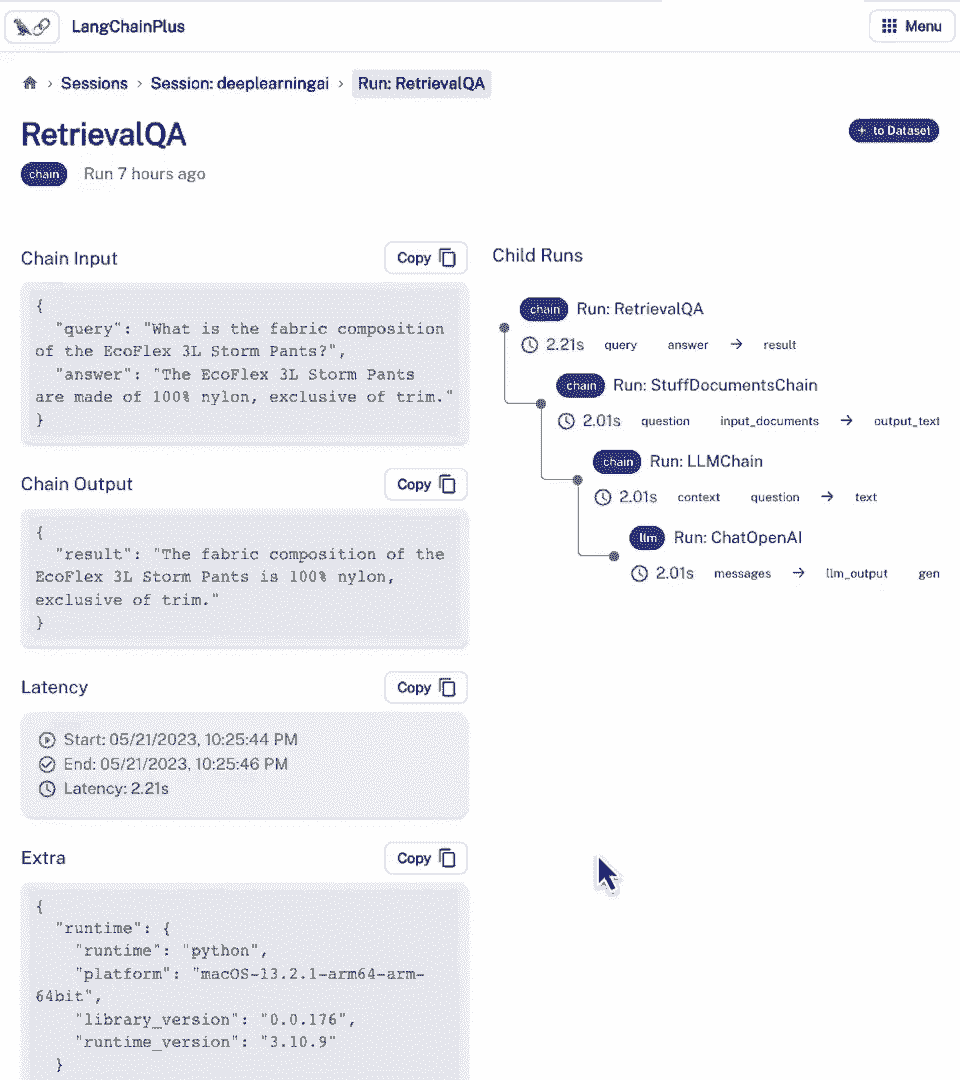 LangChainPlus
Menu
Sessions
Session: deeplearningai
Run: RetrievalQA
RetrievalQA
+ to Dataset
chain
Run 7 hours ago
Chain Input
Copy
{
"query": "What is the fabric composition
of the EcoFlex 3L Storm Pants?",
"answer": "The EcoFlex 3L Storm Pants
are made of 100% nylon, exclusive of trim."
}
Chain Output
Copy
{
"result": "The fabric composition of the
EcoFlex 3L Storm Pants is 100% nylon,
exclusive of trim."
}
Latency
Copy
Start: 05/21/2023, 10:25:44 PM
End: 05/21/2023, 10:25:46 PM
Latency: 2.21s
Extra
Copy
{
"runtime": {
"runtime": "python",
"platform": "macOS-13.2.1-arm64-arm-
64bit",
"library_version": "0.0.176",
"runtime_version": "3.10.9"
}
Child Runs
chain Run: RetrievalQA
2.21s query answer → result
chain Run: StuffDocumentsChain
2.01s question input_documents → output_text
chain Run: LLMChain
2.01s context question → text
llm Run: ChatOpenAI
2.01s messages → llm_output gen